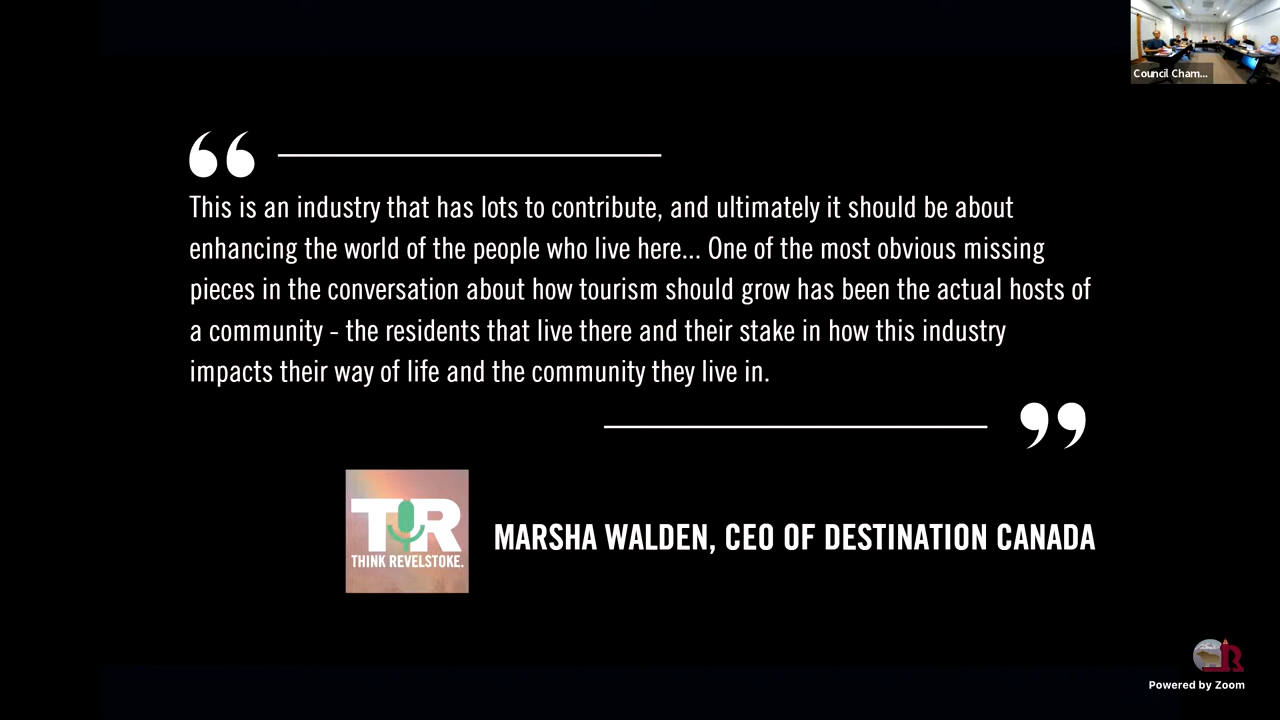 Council Cham...
“
This is an industry that has lots to contribute, and ultimately it should be about
enhancing the world of the people who live here... One of the most obvious missing
pieces in the conversation about how tourism should grow has been the actual hosts of
a community - the residents that live there and their stake in how this industry
impacts their way of life and the community they live in.
”
TR
THINK REVELSTOKE.
MARSHA WALDEN, CEO OF DESTINATION CANADA
R
Powered by Zoom